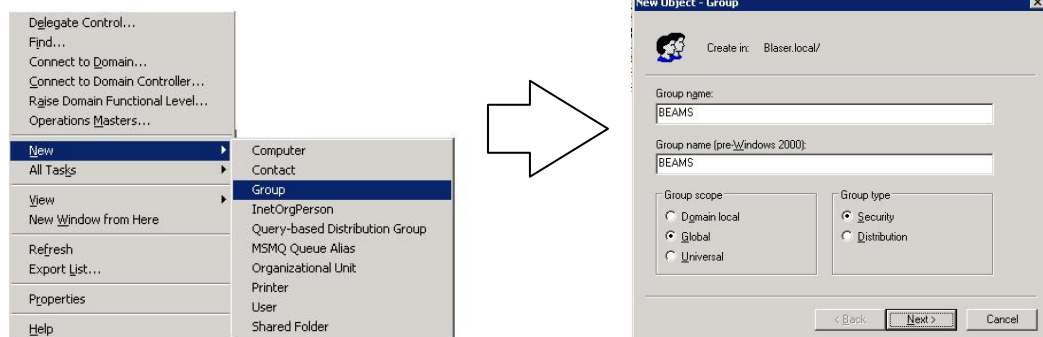 Delegate Control...
Find...
Connect to Domain...
Connect to Domain Controller...
Raise Domain Functional Level...
Operations Masters...
New
All Tasks
View
New Window from Here
Refresh
Export List...
Properties
Help
Computer
Contact
Group
InetOrgPerson
Query-based Distribution Group
MSMQ Queue Alias
Organizational Unit
Printer
User
Shared Folder
New Object - Group
Create in: Blaser.local/
Group name:
BEAMS
Group name (pre-Windows 2000):
BEAMS
Group scope
Domain local
Global
Universal
Group type
Security
Distribution
< Back
Next >
Cancel